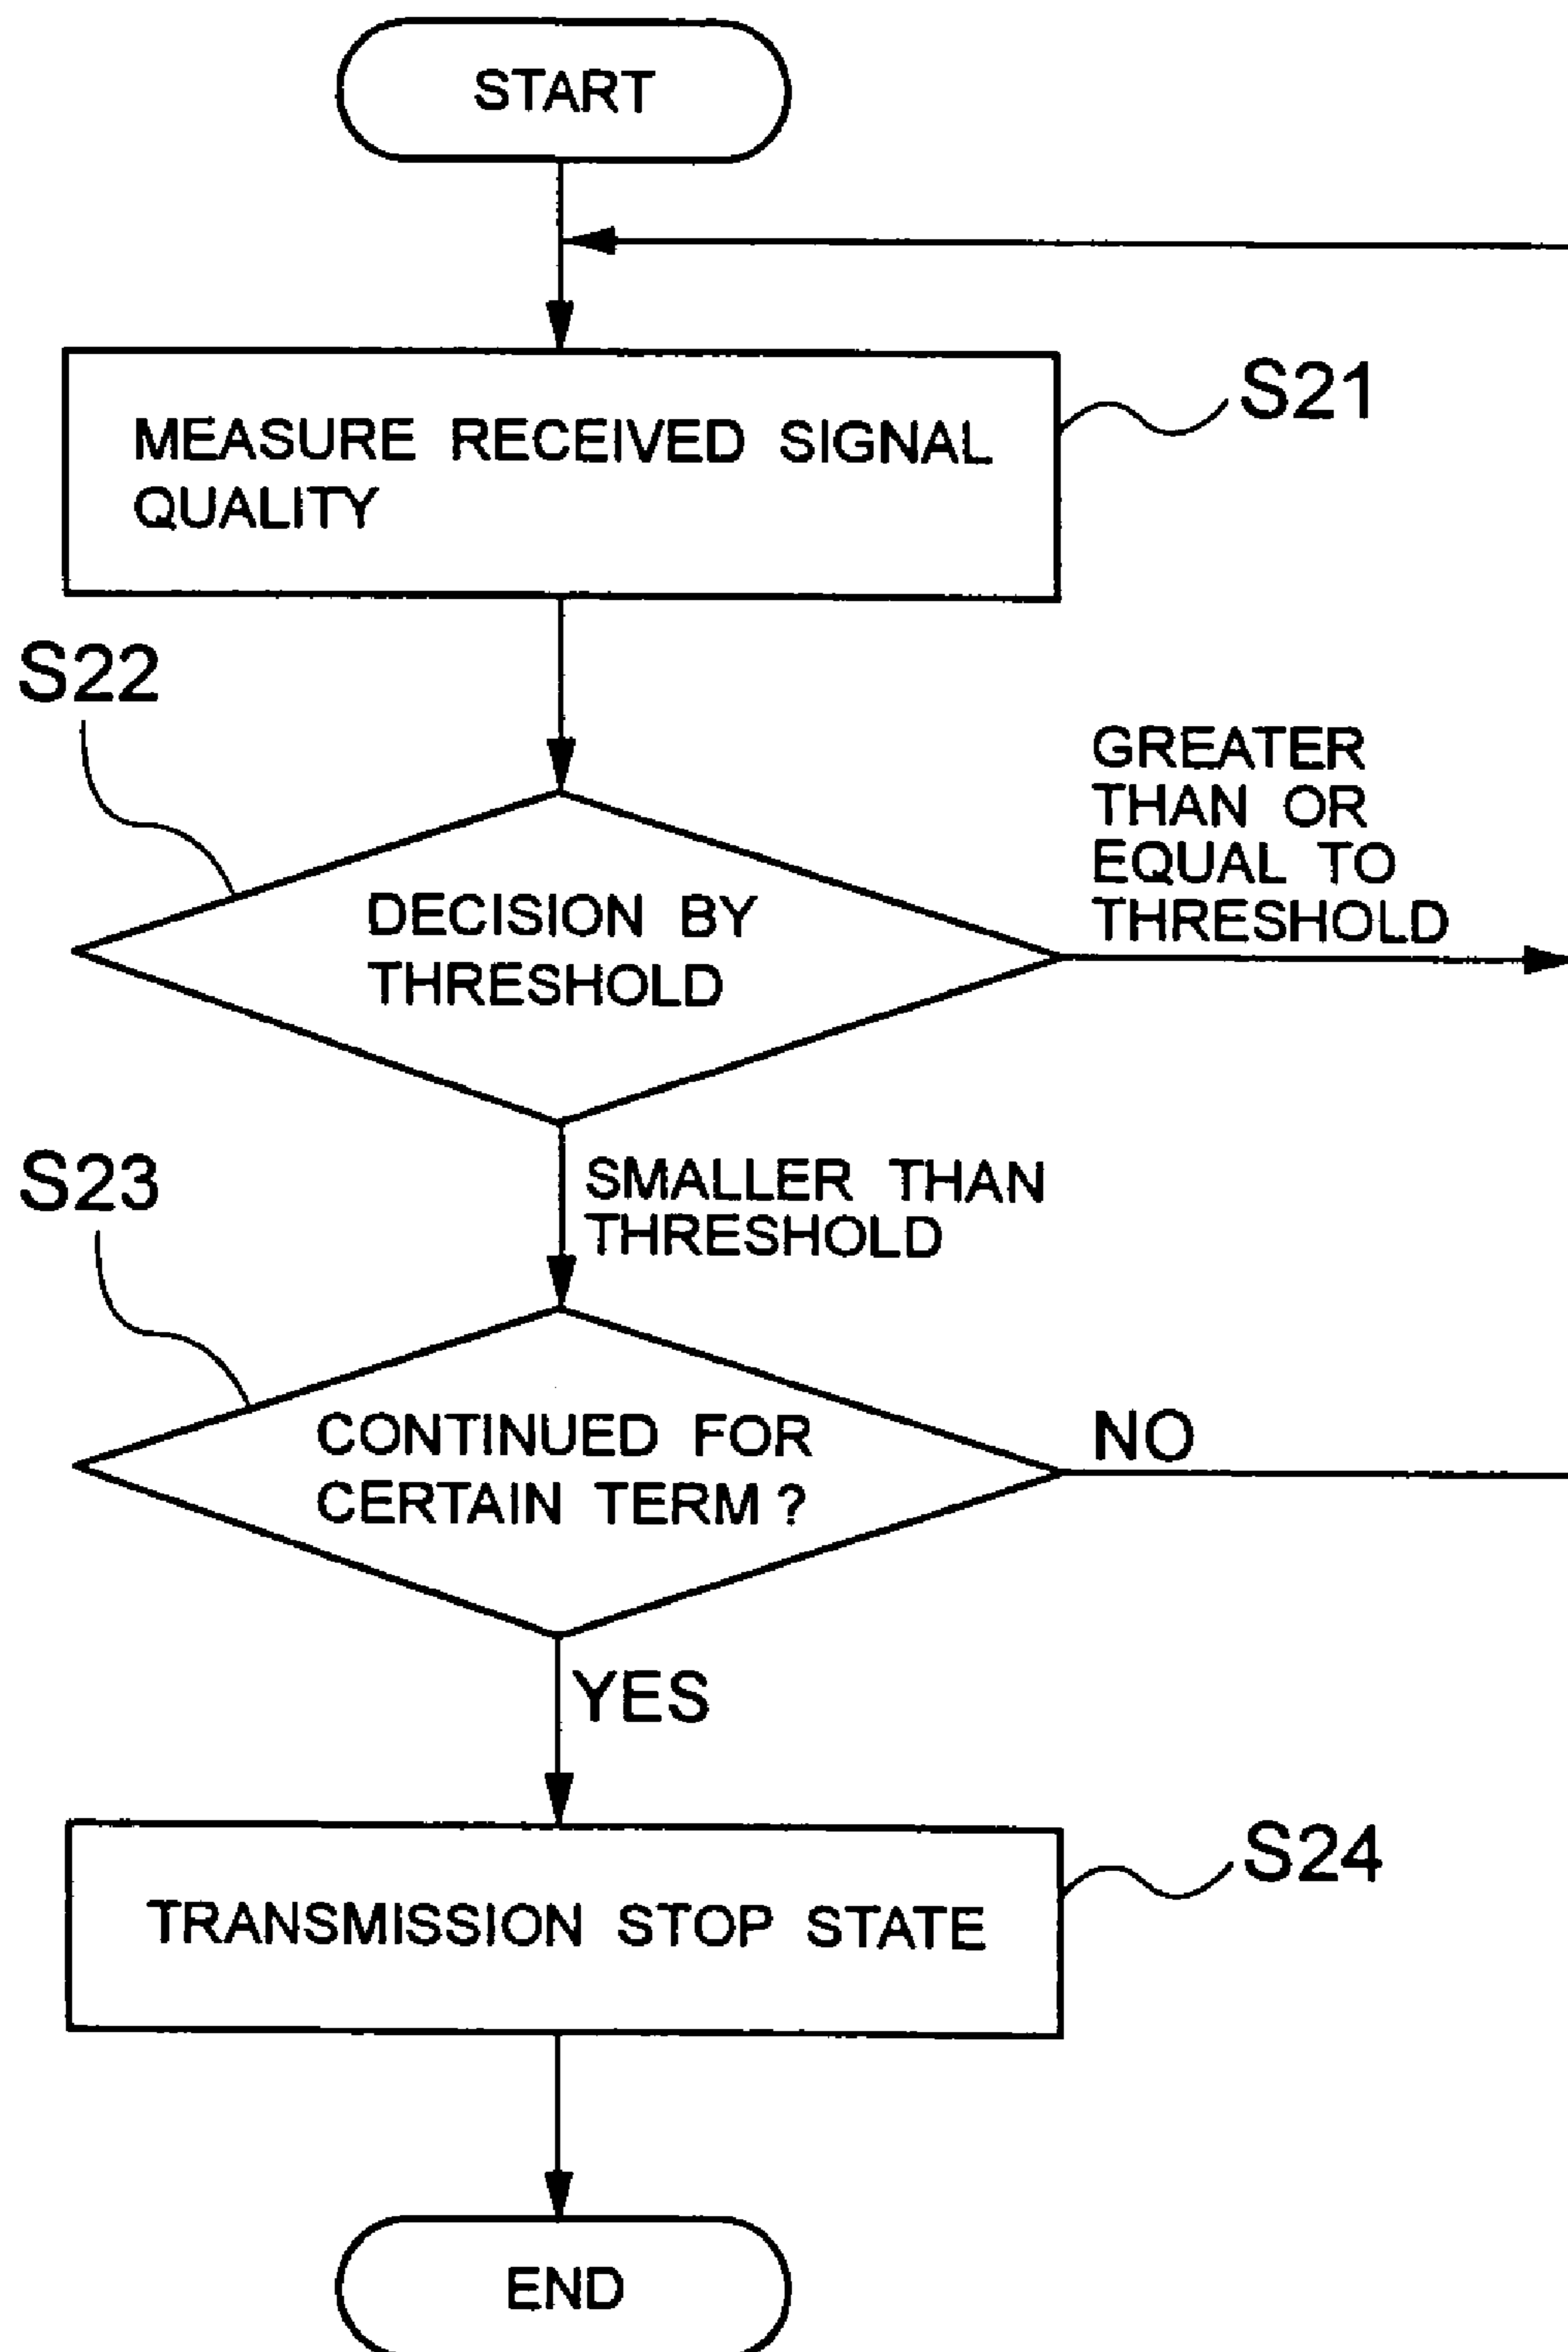 START
S21
MEASURE RECEIVED SIGNAL
QUALITY
S22
GREATER
THAN OR
EQUAL TO
THRESHOLD
DECISION BY
THRESHOLD
S23
SMALLER THAN
THRESHOLD
CONTINUED FOR
CERTAIN TERM ?
NO
YES
S24
TRANSMISSION STOP STATE
END